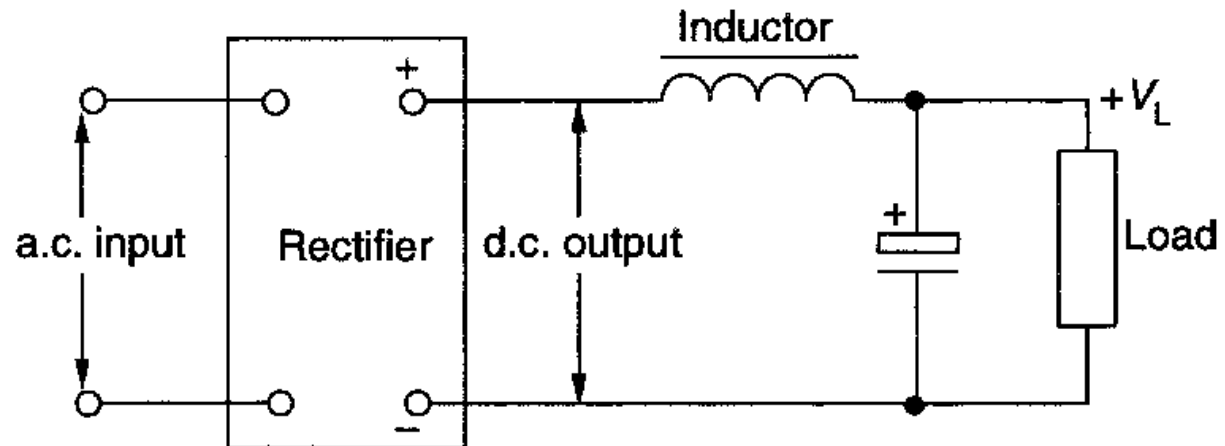 Inductor
+
+V_L
a.c. input
Rectifier
d.c. output
+
Load
−